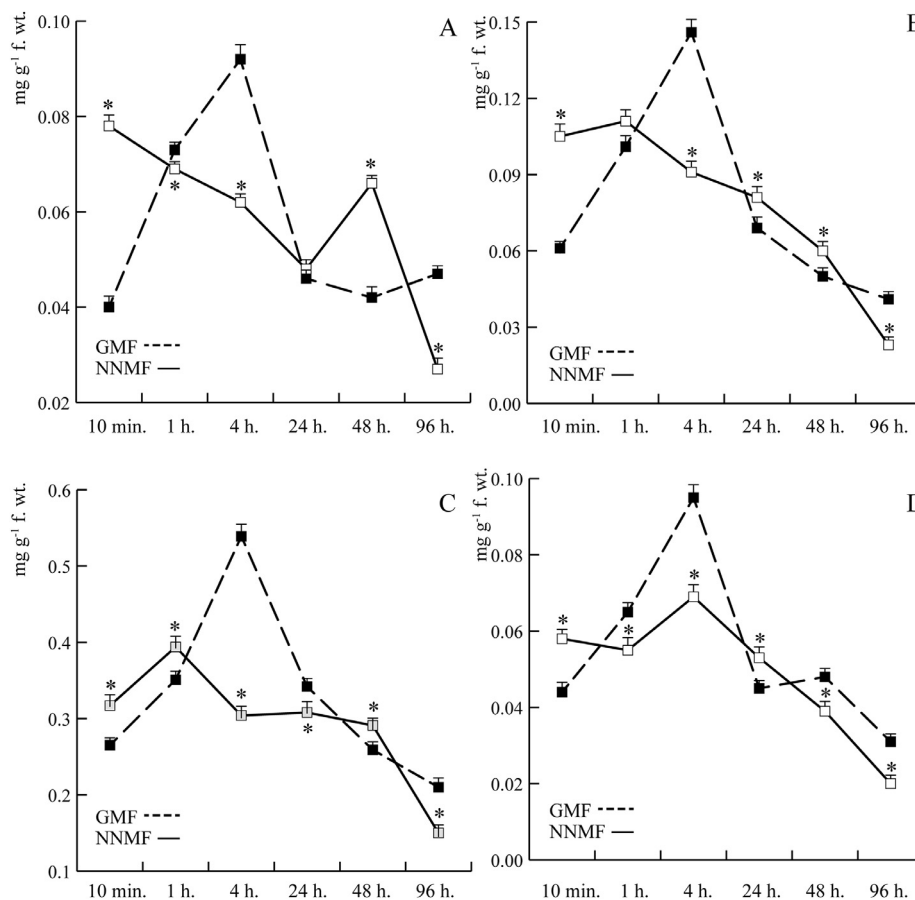 A
mg g⁻¹ f. wt.
0.10
0.08
0.06
0.04
0.02
* * * * *
GMF
NNMF
10 min. 1 h. 4 h. 24 h. 48 h. 96 h.
B
mg g⁻¹ f. wt.
0.15
0.12
0.09
0.06
0.03
0.00
* * * * *
GMF
NNMF
10 min. 1 h. 4 h. 24 h. 48 h. 96 h.
C
mg g⁻¹ f. wt.
0.6
0.5
0.4
0.3
0.2
0.1
* * * * * *
GMF
NNMF
10 min. 1 h. 4 h. 24 h. 48 h. 96 h.
mg g⁻¹ f. wt.
0.10
0.08
0.06
0.04
0.02
0.00
* * * * * *
GMF
NNMF
10 min. 1 h. 4 h. 24 h. 48 h. 96 h.